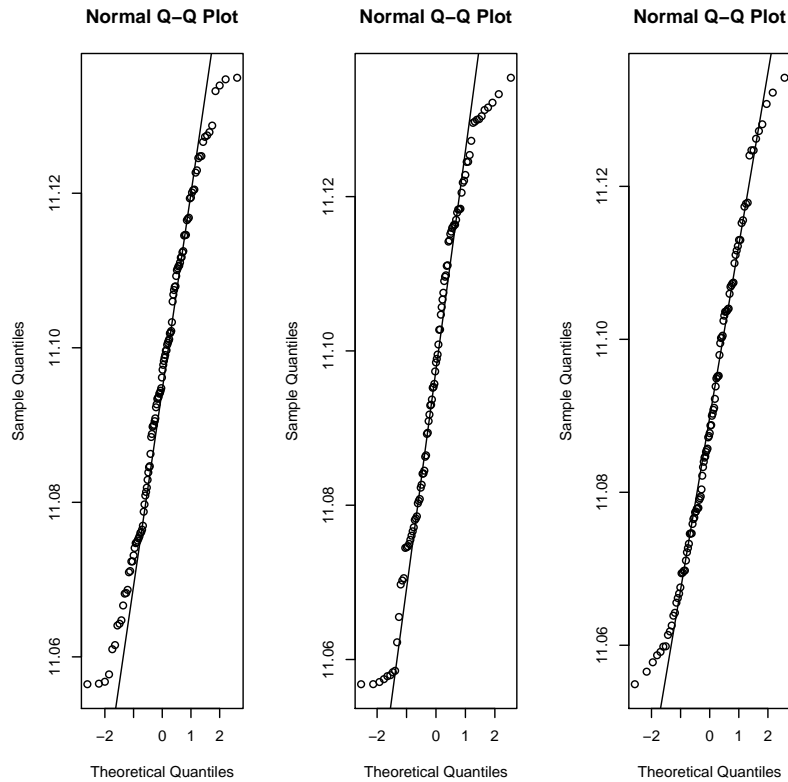 Normal Q−Q Plot
Sample Quantiles
11.06
11.08
11.10
11.12
−2
0
1
2
Theoretical Quantiles
Normal Q−Q Plot
Sample Quantiles
11.06
11.08
11.10
11.12
−2
0
1
2
Theoretical Quantiles
Normal Q−Q Plot
Sample Quantiles
11.06
11.08
11.10
11.12
−2
0
1
2
Theoretical Quantiles